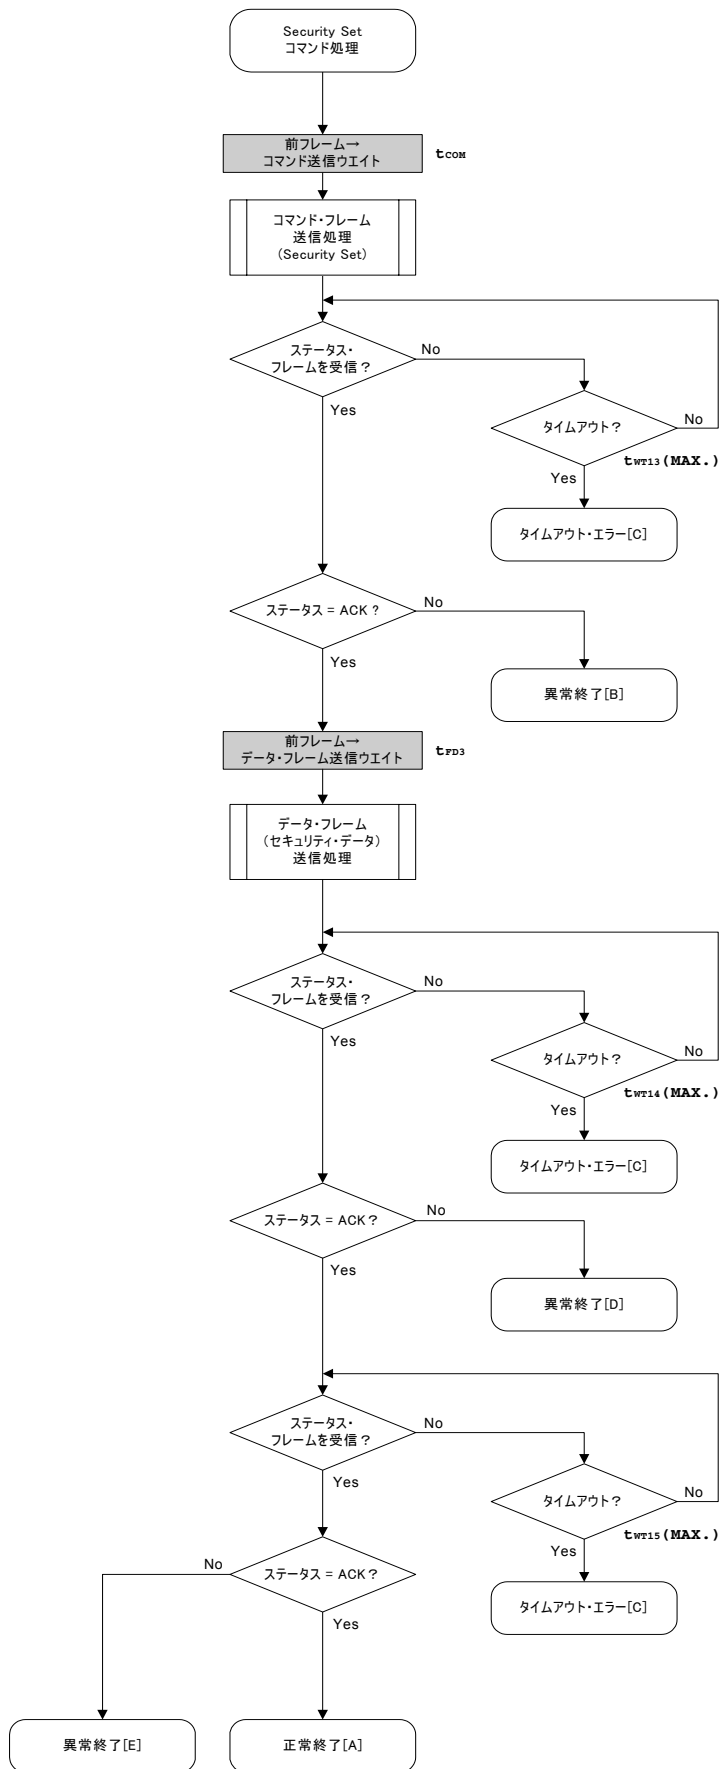 Security Set
コマンド処理
前フレーム→
コマンド送信ウエイト
tCOM
コマンド・フレーム
送信処理
(Security Set)
ステータス・
フレームを受信？
No
Yes
タイムアウト？
No
tWT13(MAX.)
Yes
タイムアウト・エラー[C]
ステータス = ACK？
No
Yes
異常終了[B]
前フレーム→
データ・フレーム送信ウエイト
tFD3
データ・フレーム
（セキュリティ・データ）
送信処理
ステータス・
フレームを受信？
No
Yes
タイムアウト？
No
tWT14(MAX.)
Yes
タイムアウト・エラー[C]
ステータス = ACK？
No
Yes
異常終了[D]
ステータス・
フレームを受信？
No
Yes
タイムアウト？
No
tWT15(MAX.)
Yes
タイムアウト・エラー[C]
ステータス = ACK？
No
Yes
異常終了[E]
正常終了[A]